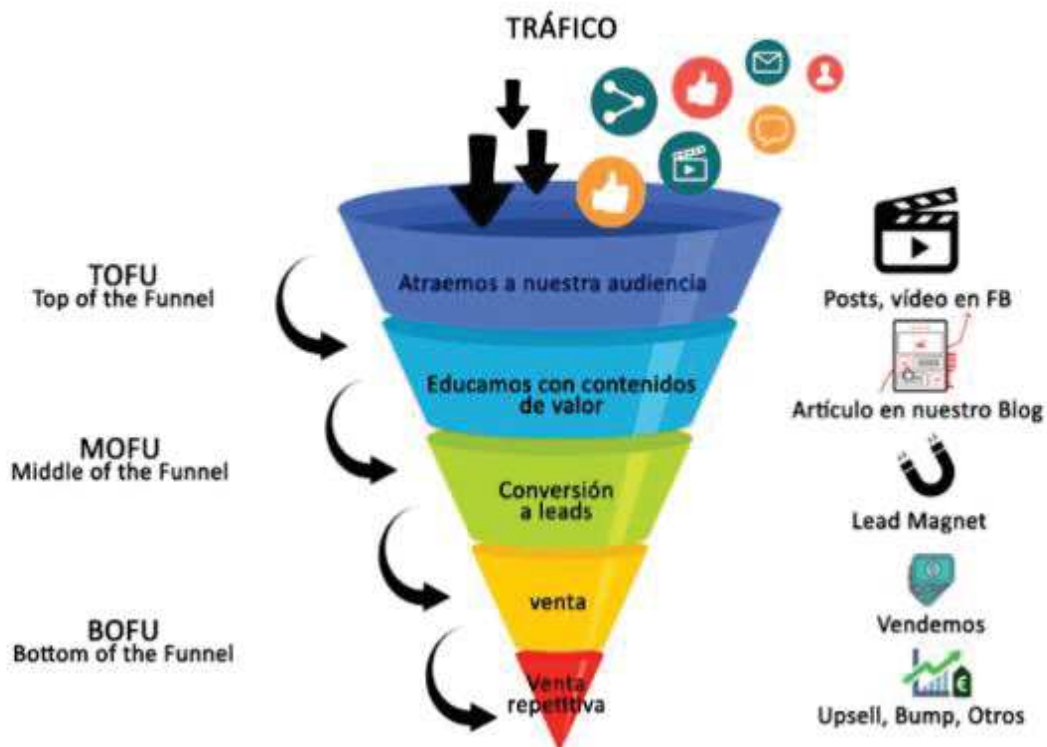 TRÁFICO
TOFU
Top of the Funnel
Atraemos a nuestra audiencia
Posts, vídeo en FB
Educamos con contenidos
de valor
Artículo en nuestro Blog
MOFU
Middle of the Funnel
Conversión
a leads
Lead Magnet
venta
Vendemos
BOFU
Bottom of the Funnel
Venta
repetitiva
Upsell, Bump, Otros